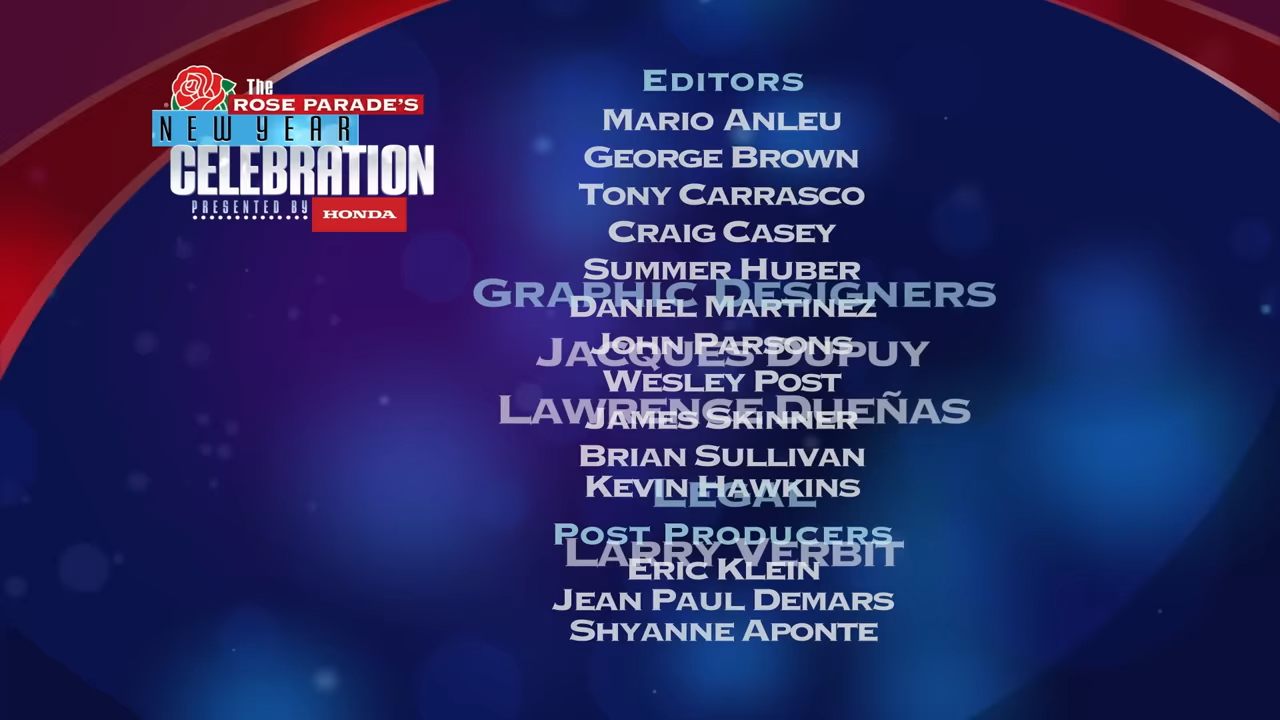 The
ROSE PARADE'S
NEW YEAR
CELEBRATION
PRESENTED BY
HONDA
EDITORS
MARIO ANLEU
GEORGE BROWN
TONY CARRASCO
CRAIG CASEY
SUMMER HUBER
GRAPHIC DESIGNERS
DANIEL MARTINEZ
JOHN PARSONS
JACQUES DUPUY
WESLEY POST
LAWRENCE DUEÑAS
JAMES SKINNER
BRIAN SULLIVAN
KEVIN HAWKINS
LEGAL
POST PRODUCERS
LARRY VERBIT
ERIC KLEIN
JEAN PAUL DEMARS
SHYANNE APONTE